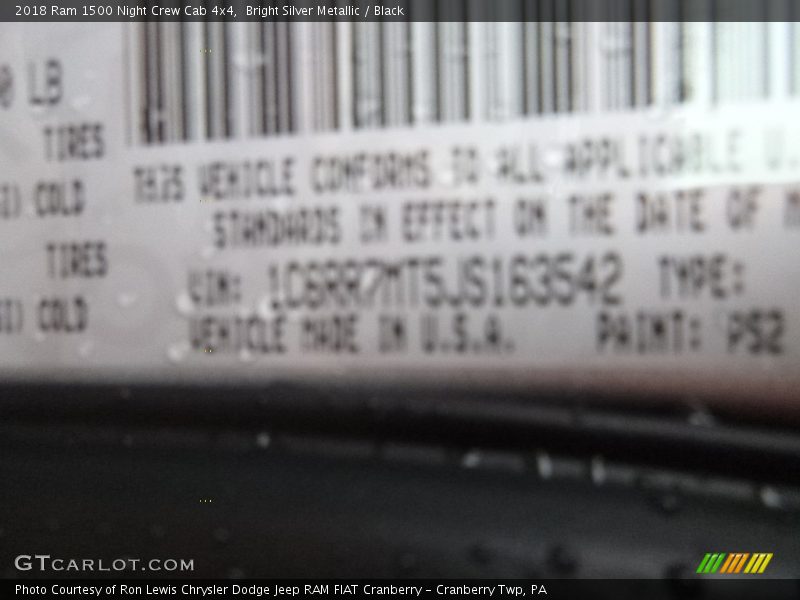 2018 Ram 1500 Night Crew Cab 4x4, Bright Silver Metallic / Black
0 LB
TIRES
COLD
TIRES
COLD
THIS VEHICLE CONFORMS TO ALL APPLICABLE U.
STANDARDS IN EFFECT ON THE DATE OF M
VIN: 1C6RR7MT5JS163542 TYPE:
VEHICLE MADE IN U.S.A. PAINT: PS2
GTCARLOT.COM
Photo Courtesy of Ron Lewis Chrysler Dodge Jeep RAM FIAT Cranberry - Cranberry Twp, PA